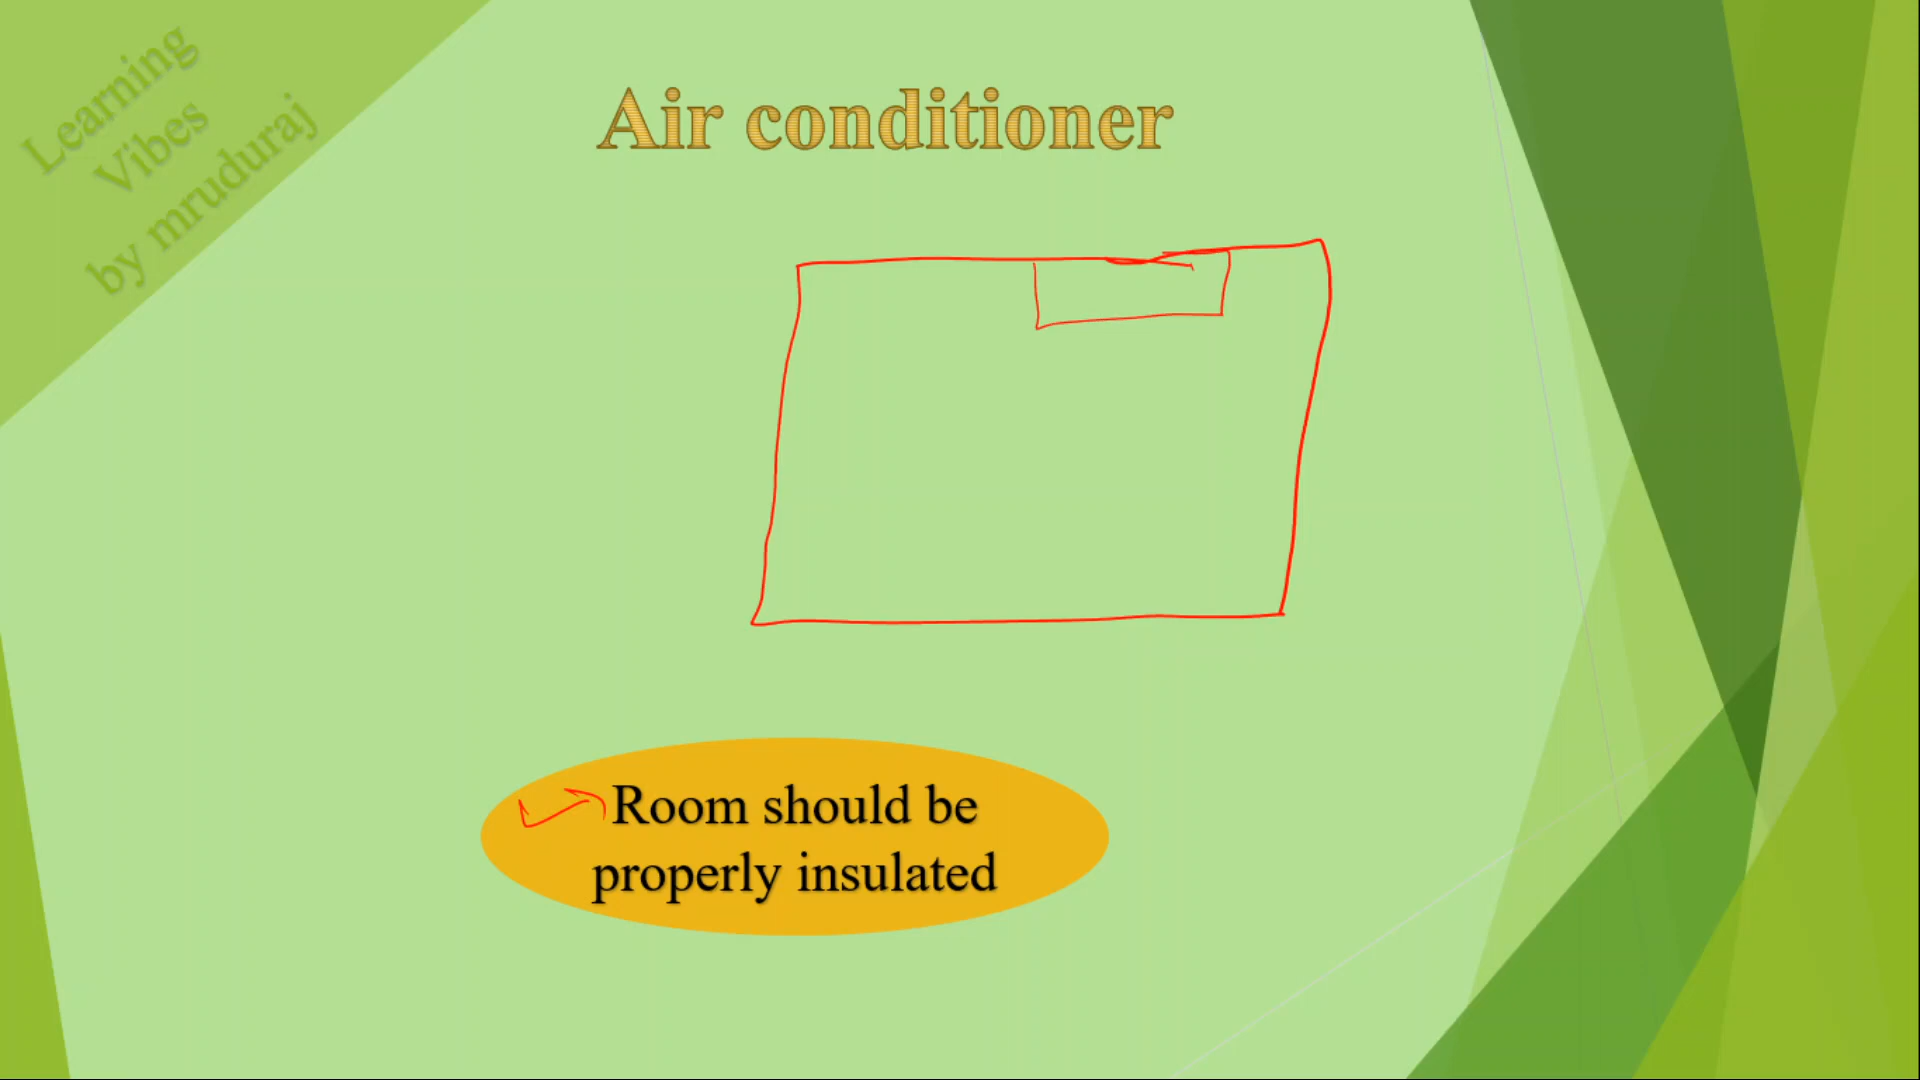 Learning
Vibes
by mruduraj
Air conditioner
Room should be
properly insulated